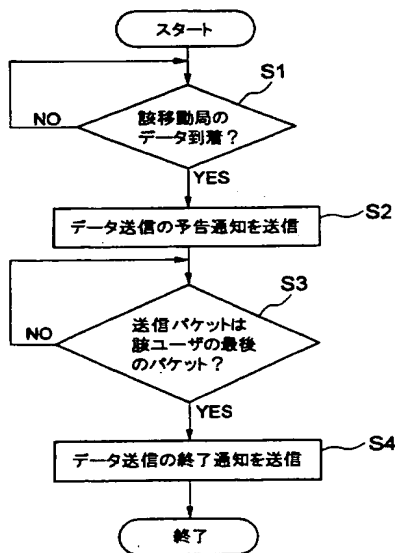 スタート
S1
該移動局の
データ到着?
NO
YES
データ送信の予告通知を送信
S2
S3
送信パケットは
該ユーザの最後
のパケット?
NO
YES
データ送信の終了通知を送信
S4
終了